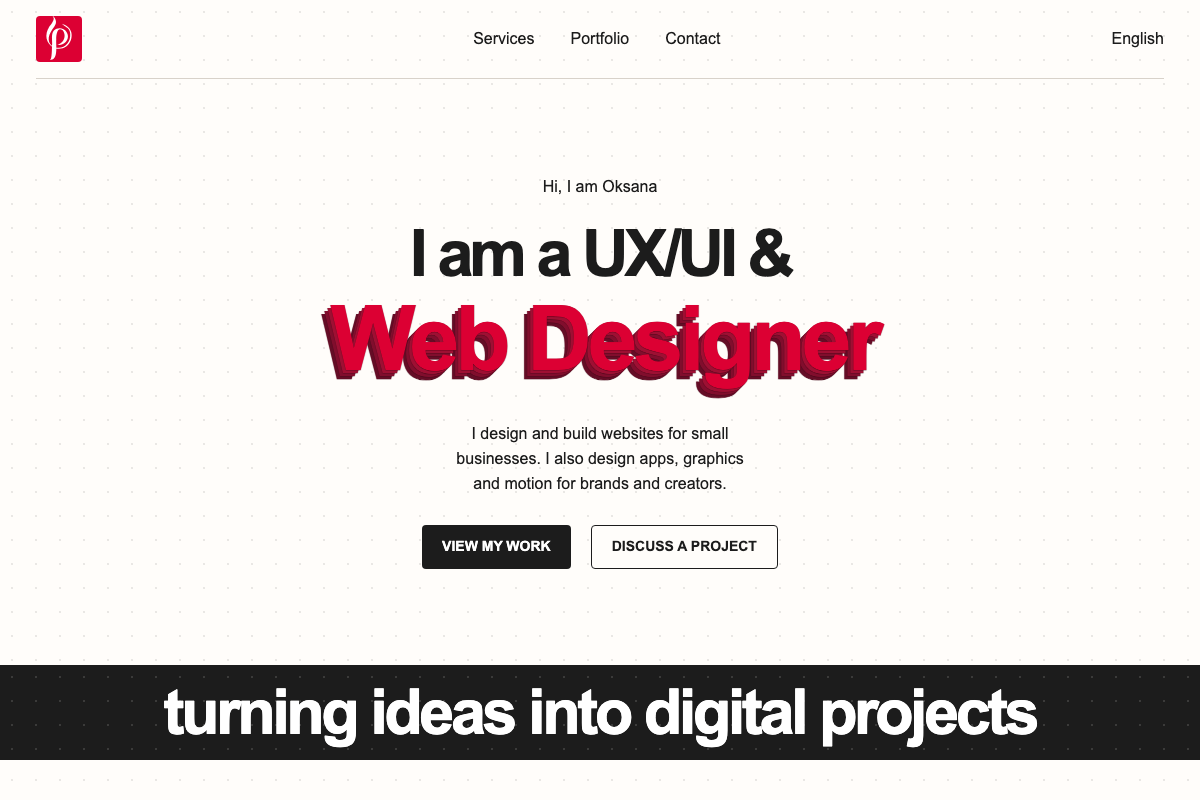 Services Portfolio Contact English
Hi, I am Oksana
I am a UX/UI &
Web Designer
I design and build websites for small
businesses. I also design apps, graphics
and motion for brands and creators.
VIEW MY WORK DISCUSS A PROJECT
turning ideas into digital projects